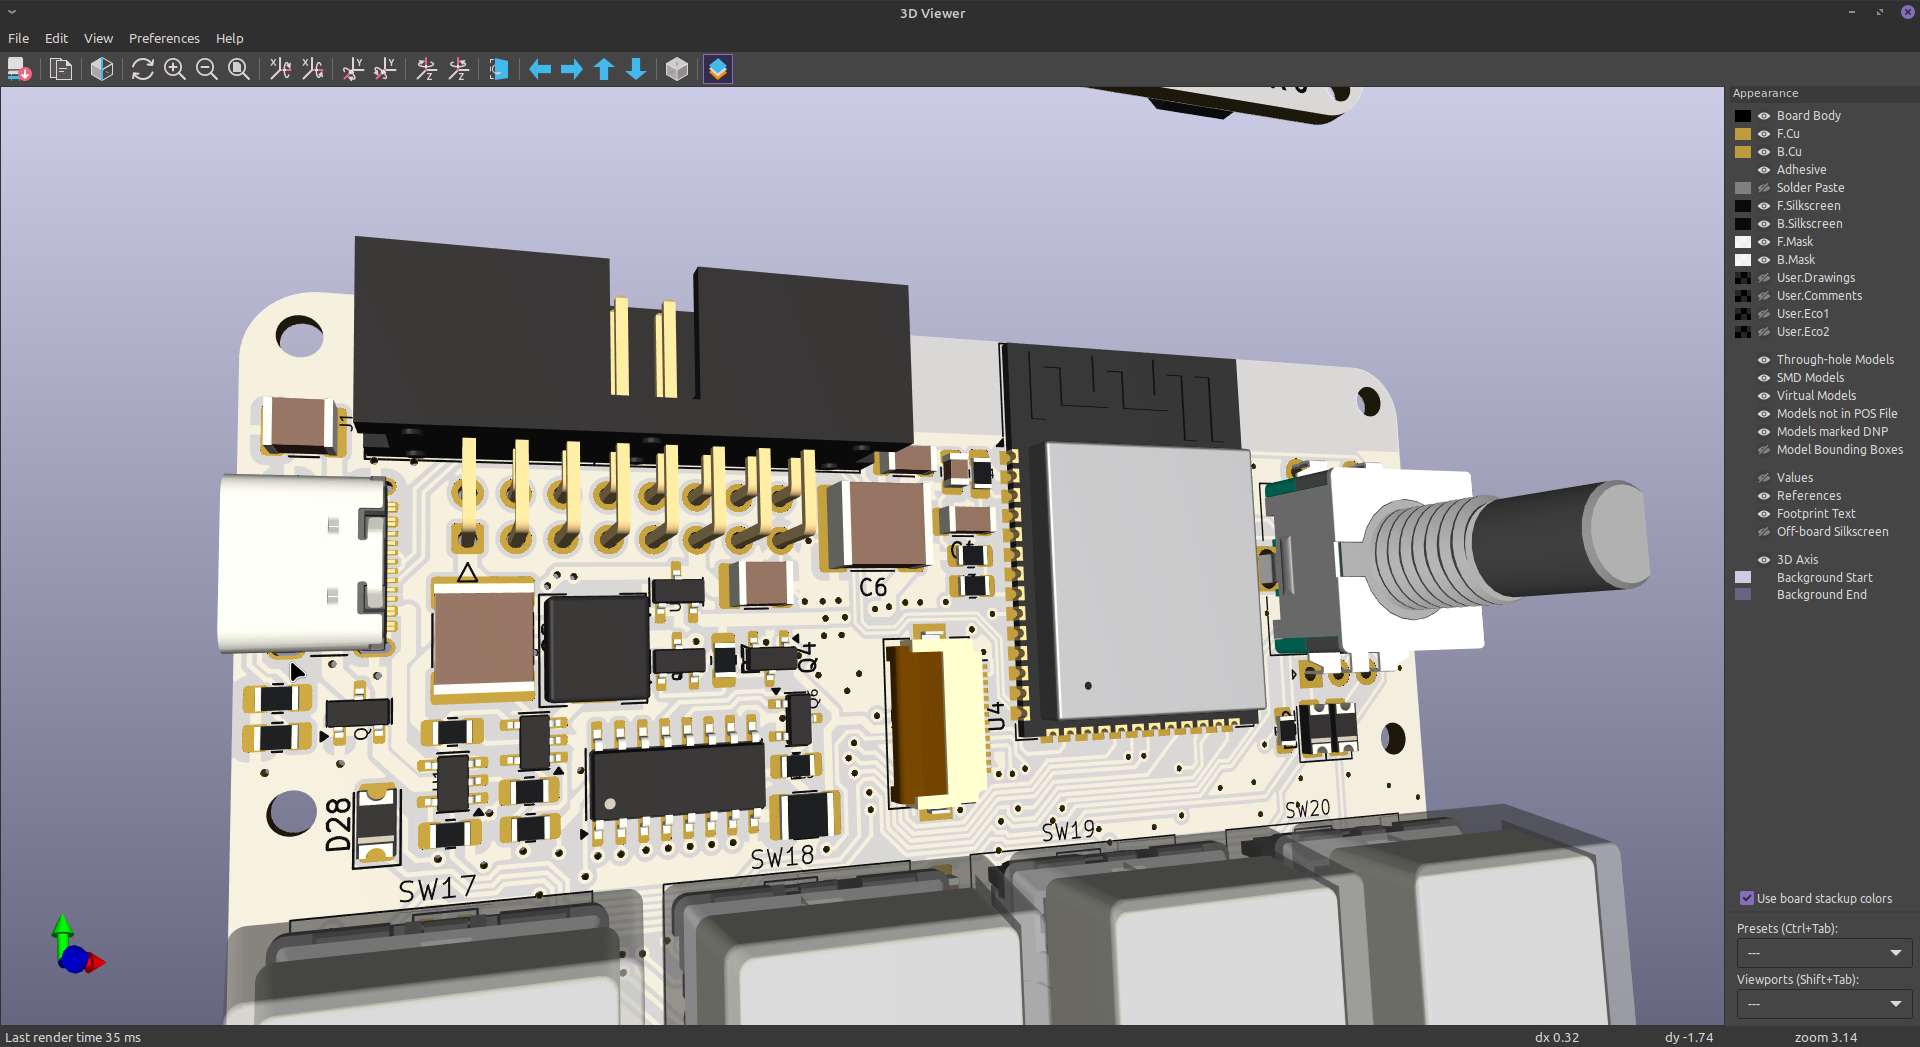 3D Viewer
File Edit View Preferences Help
Appearance
Board Body
F.Cu
B.Cu
Adhesive
Solder Paste
F.Silkscreen
B.Silkscreen
F.Mask
B.Mask
User.Drawings
User.Comments
User.Eco1
User.Eco2
Through-hole Models
SMD Models
Virtual Models
Models not in POS File
Models marked DNP
Model Bounding Boxes
Values
References
Footprint Text
Off-board Silkscreen
3D Axis
Background Start
Background End
Use board stackup colors
Presets (Ctrl+Tab):
---
Viewports (Shift+Tab):
---
J1
C6
Q4
U4
D28
SW17
SW18
SW19
SW20
Last render time 35 ms
dx 0.32
dy -1.74
zoom 3.14